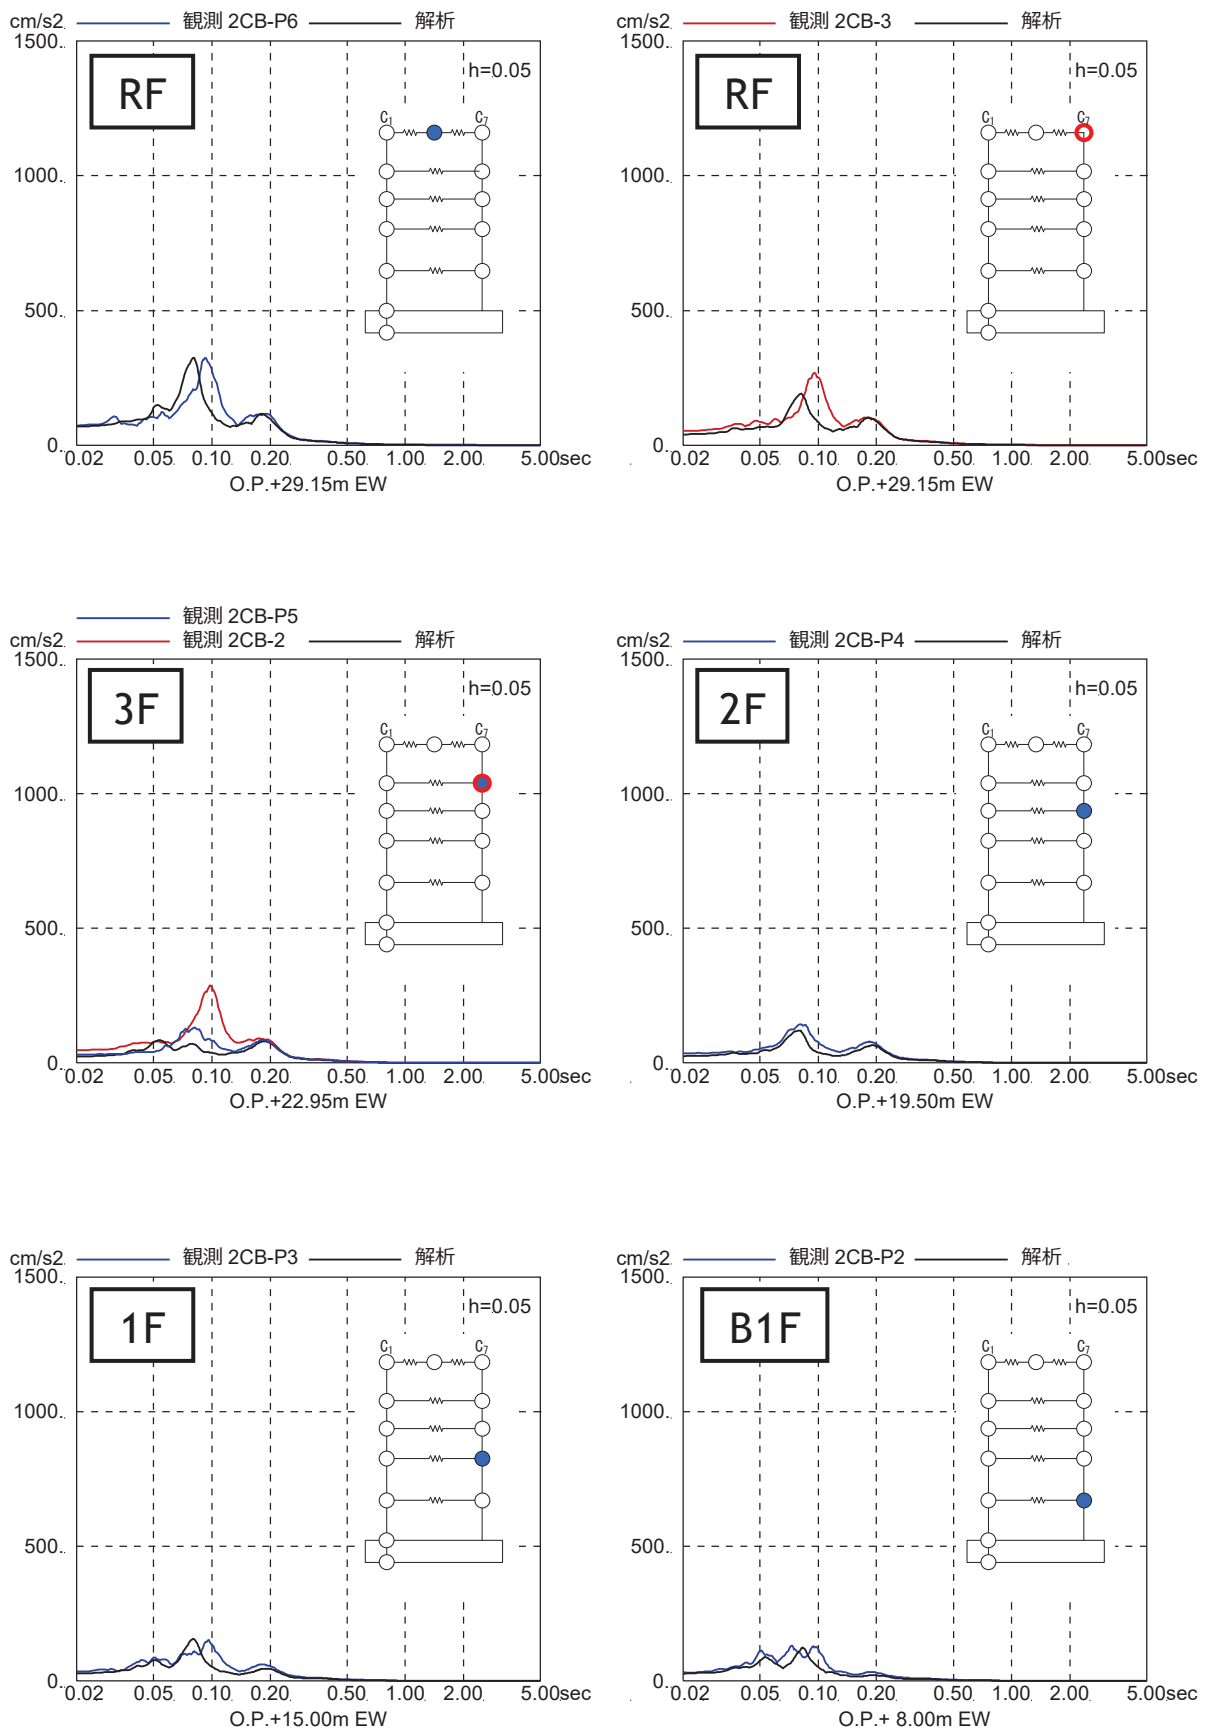 cm/s2 観測 2CB-P6 解析
1500.
RF
h=0.05
C1 C7
1000.
500.
0.
0.02 0.05 0.10 0.20 0.50 1.00 2.00 5.00sec
O.P.+29.15m EW
cm/s2 観測 2CB-3 解析
1500.
RF
h=0.05
C1 C7
1000.
500.
0.
0.02 0.05 0.10 0.20 0.50 1.00 2.00 5.00sec
O.P.+29.15m EW
観測 2CB-P5
cm/s2 観測 2CB-2 解析
1500.
3F
h=0.05
C1 C7
1000.
500.
0.
0.02 0.05 0.10 0.20 0.50 1.00 2.00 5.00sec
O.P.+22.95m EW
cm/s2 観測 2CB-P4 解析
1500.
2F
h=0.05
C1 C7
1000.
500.
0.
0.02 0.05 0.10 0.20 0.50 1.00 2.00 5.00sec
O.P.+19.50m EW
cm/s2 観測 2CB-P3 解析
1500.
1F
h=0.05
C1 C7
1000.
500.
0.
0.02 0.05 0.10 0.20 0.50 1.00 2.00 5.00sec
O.P.+15.00m EW
cm/s2 観測 2CB-P2 解析
1500.
B1F
h=0.05
C1 C7
1000.
500.
0.
0.02 0.05 0.10 0.20 0.50 1.00 2.00 5.00sec
O.P.+ 8.00m EW